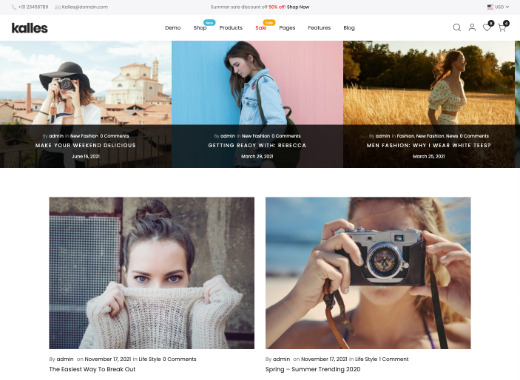 +01 23456789 Kalles@domain.com Summer sale discount off 50% off! Shop Now USD
kalles Demo Shop New Products Sale Pages Features Blog
By admin in New Fashion 0 Comments
MAKE YOUR WEEKEND DELICIOUS
June 16, 2021
By admin in New Fashion 0 Comments
GETTING READY WITH: REBECCA
March 29, 2021
By admin in Fashion, New Fashion, News 0 Comments
MEN FASHION: WHY I WEAR WHITE TEES?
March 25, 2021
By admin on November 17, 2021 in Life Style 0 Comments
The Easiest Way To Break Out
By admin on November 17, 2021 in Life Style 1 Comment
Spring – Summer Trending 2020